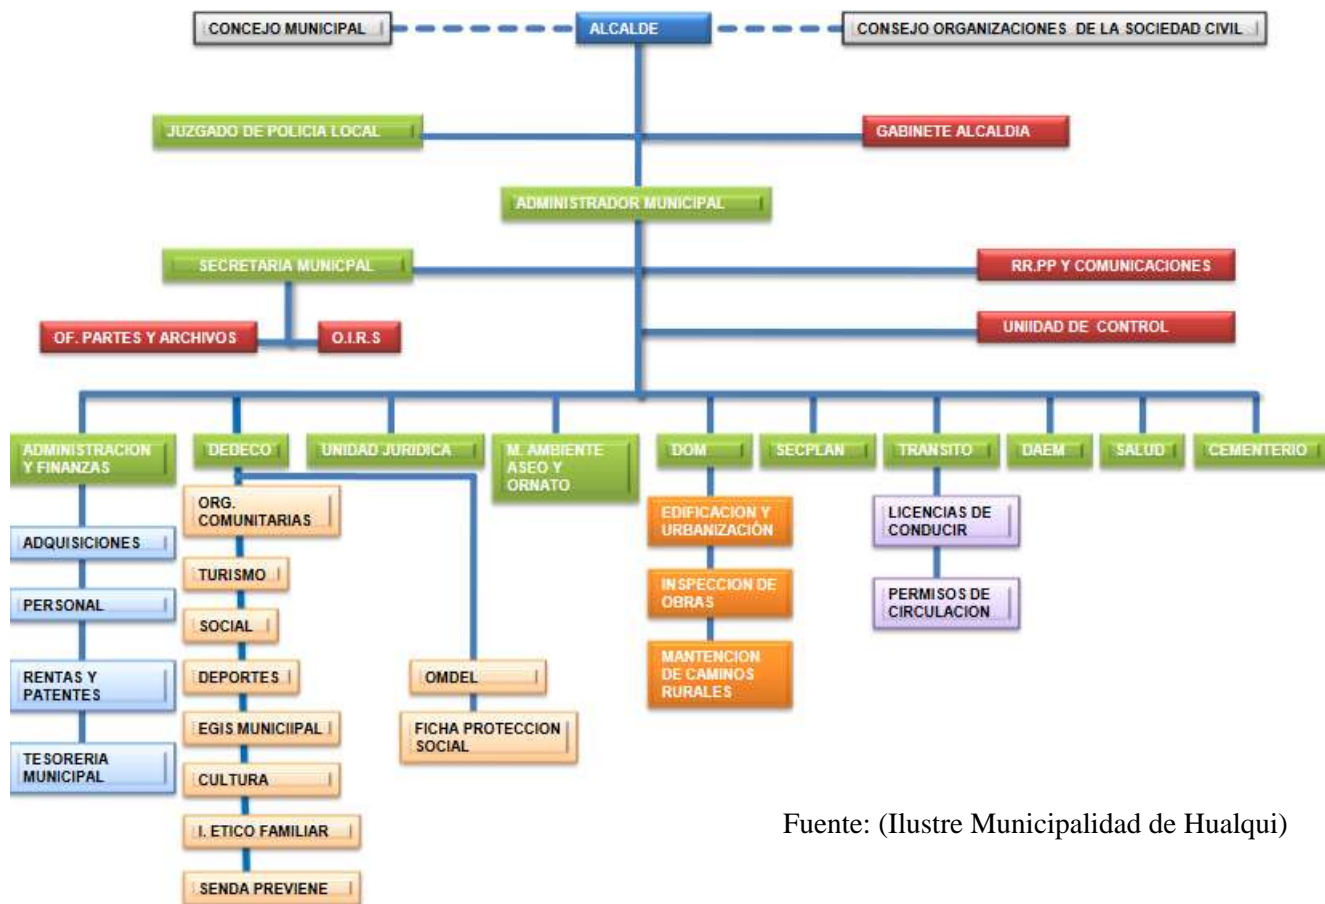 CONCEJO MUNICIPAL
ALCALDE
CONSEJO ORGANIZACIONES DE LA SOCIEDAD CIVIL
JUZGADO DE POLICIA LOCAL
GABINETE ALCALDIA
ADMINISTRADOR MUNICIPAL
SECRETARIA MUNICPAL
RR.PP Y COMUNICACIONES
OF. PARTES Y ARCHIVOS
O.I.R.S
UNIIDAD DE CONTROL
ADMINISTRACION
Y FINANZAS
DEDECO
UNIDAD JURIDICA
M. AMBIENTE
ASEO Y
ORNATO
DOM
SECPLAN
TRANSITO
DAEM
SALUD
CEMENTERIO
ADQUISICIONES
PERSONAL
RENTAS Y
PATENTES
TESORERIA
MUNICIPAL
ORG.
COMUNITARIAS
TURISMO
SOCIAL
DEPORTES
EGIS MUNICIIPAL
CULTURA
I. ETICO FAMILIAR
SENDA PREVIENE
OMDEL
FICHA PROTECCION
SOCIAL
EDIFICACION Y
URBANIZACIÓN
INSPECCION DE
OBRAS
MANTENCION
DE CAMINOS
RURALES
LICENCIAS DE
CONDUCIR
PERMISOS DE
CIRCULACION
Fuente: (Ilustre Municipalidad de Hualqui)